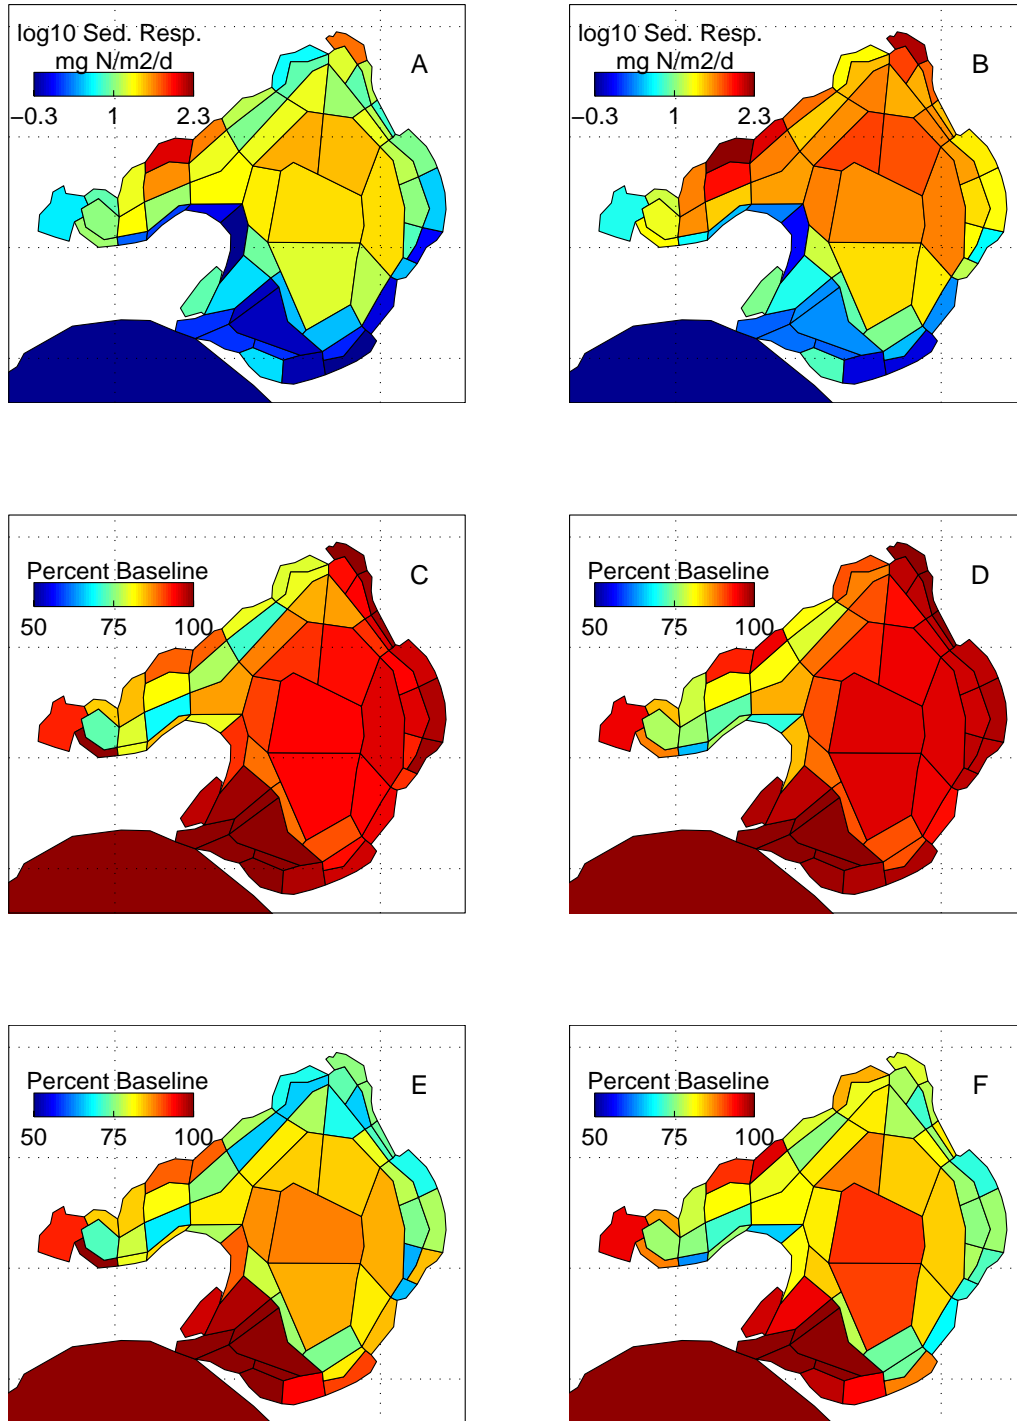 log10 Sed. Resp.
mg N/m2/d
−0.3 1 2.3
A
log10 Sed. Resp.
mg N/m2/d
−0.3 1 2.3
B
Percent Baseline
50 75 100
C
Percent Baseline
50 75 100
D
Percent Baseline
50 75 100
E
Percent Baseline
50 75 100
F